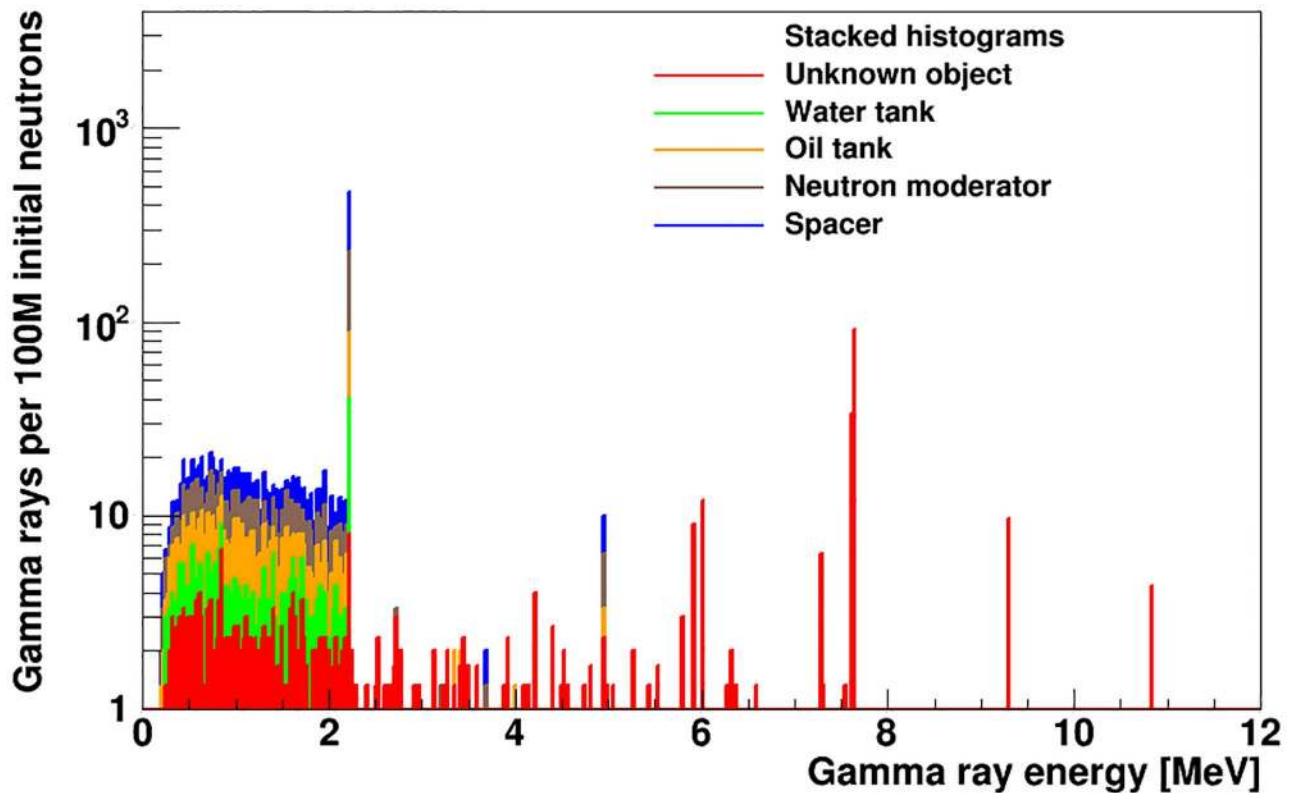 Stacked histograms
Unknown object
Water tank
Oil tank
Neutron moderator
Spacer
Gamma rays per 100M initial neutrons
10³
10²
10
1
0 2 4 6 8 10 12
Gamma ray energy [MeV]